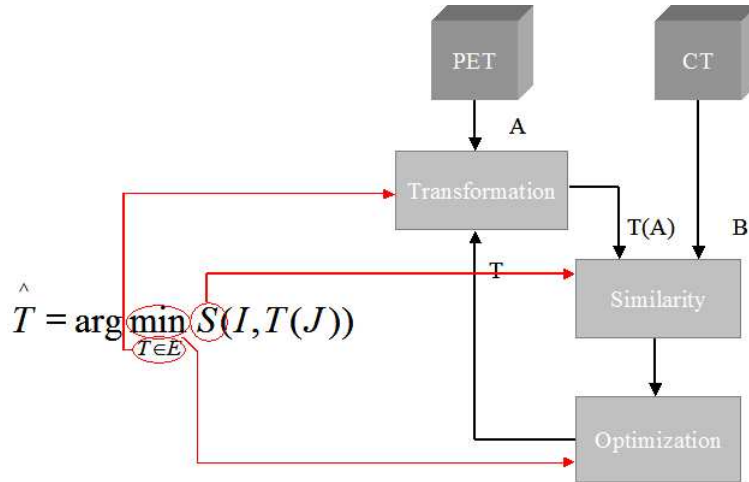 PET
CT
A
Transformation
T(A)
B
T
Similarity
^
T = arg min S(I,T(J))
T∈E
Optimization